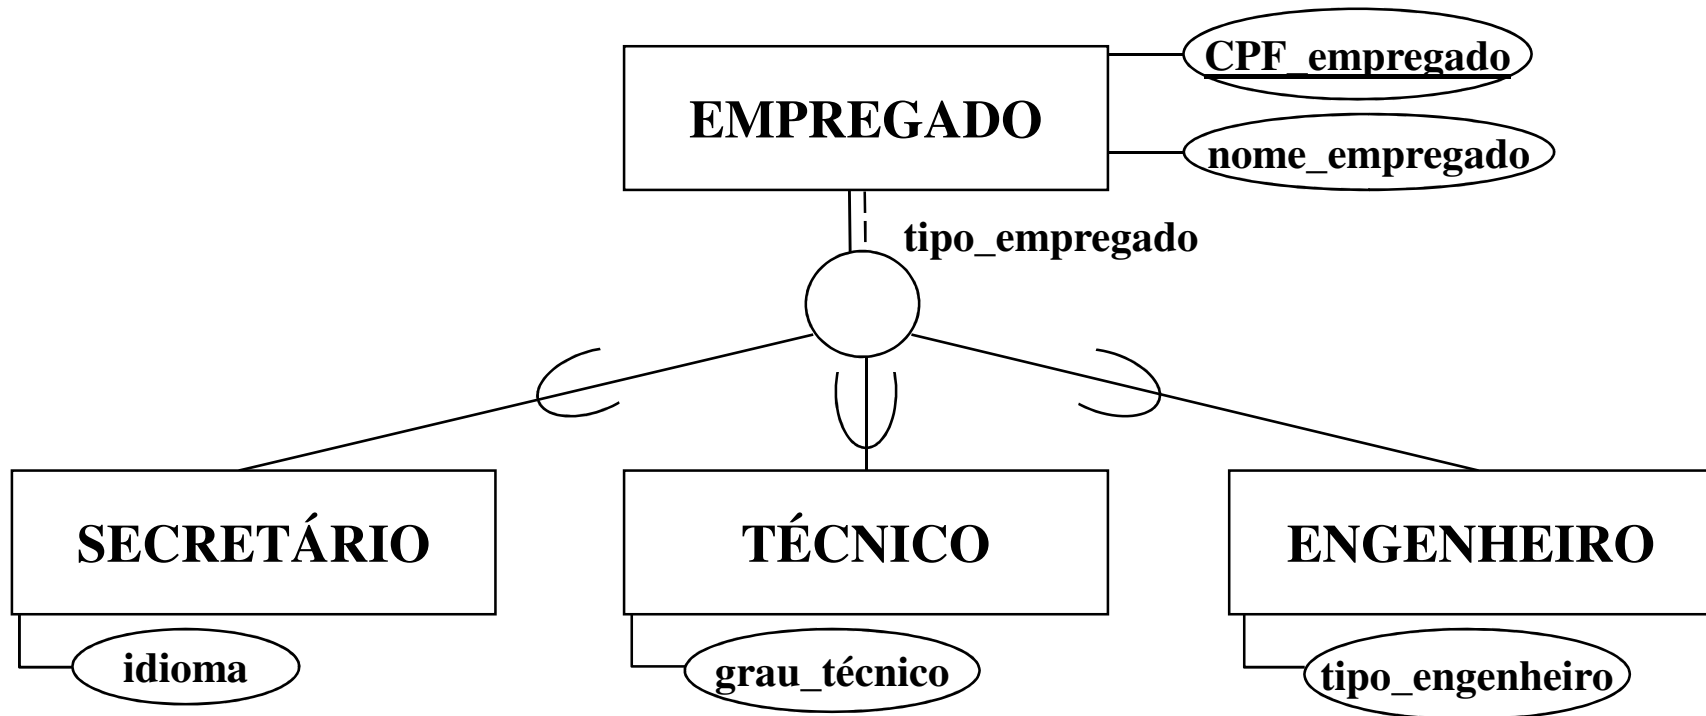 CPF_empregado
EMPREGADO
nome_empregado
tipo_empregado
SECRETÁRIO
TÉCNICO
ENGENHEIRO
idioma
grau_técnico
tipo_engenheiro